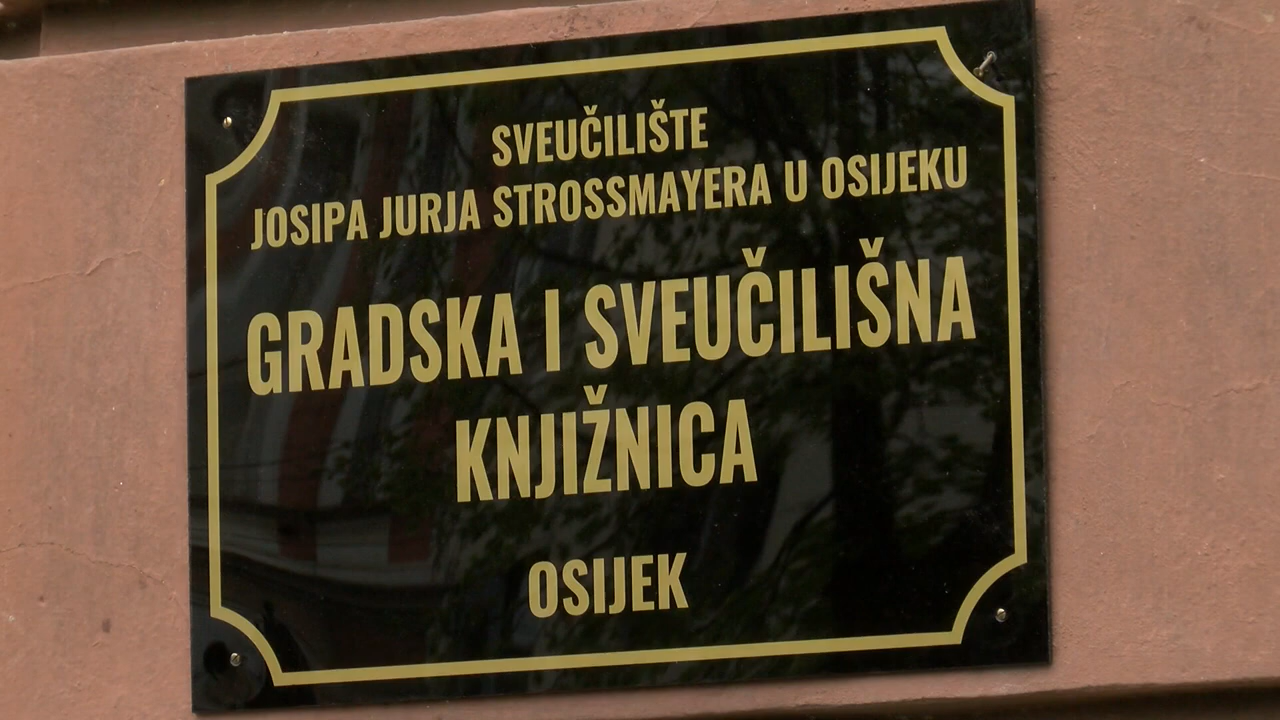 SVEUČILIŠTE
JOSIPA JURJA STROSSMAYERA U OSIJEKU
GRADSKA I SVEUČILIŠNA
KNJIŽNICA
OSIJEK